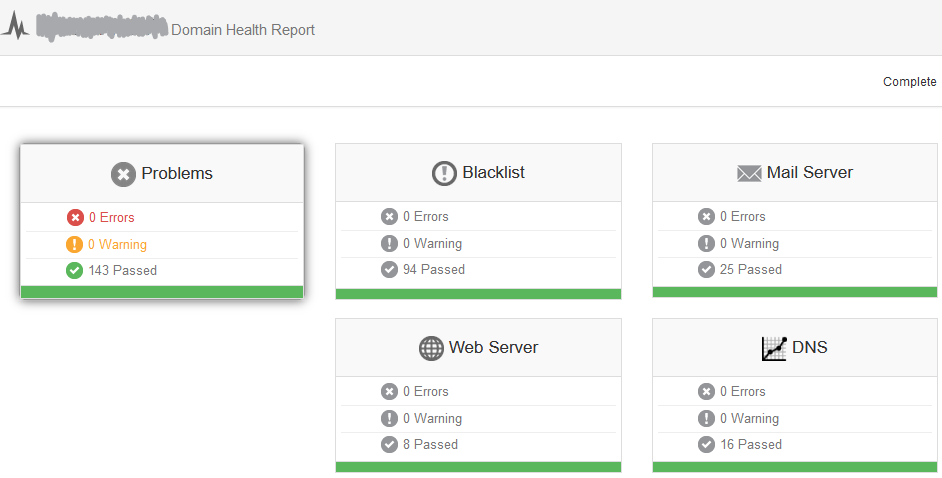 Domain Health Report
Complete
Problems
0 Errors
0 Warning
143 Passed
Blacklist
0 Errors
0 Warning
94 Passed
Mail Server
0 Errors
0 Warning
25 Passed
Web Server
0 Errors
0 Warning
8 Passed
DNS
0 Errors
0 Warning
16 Passed